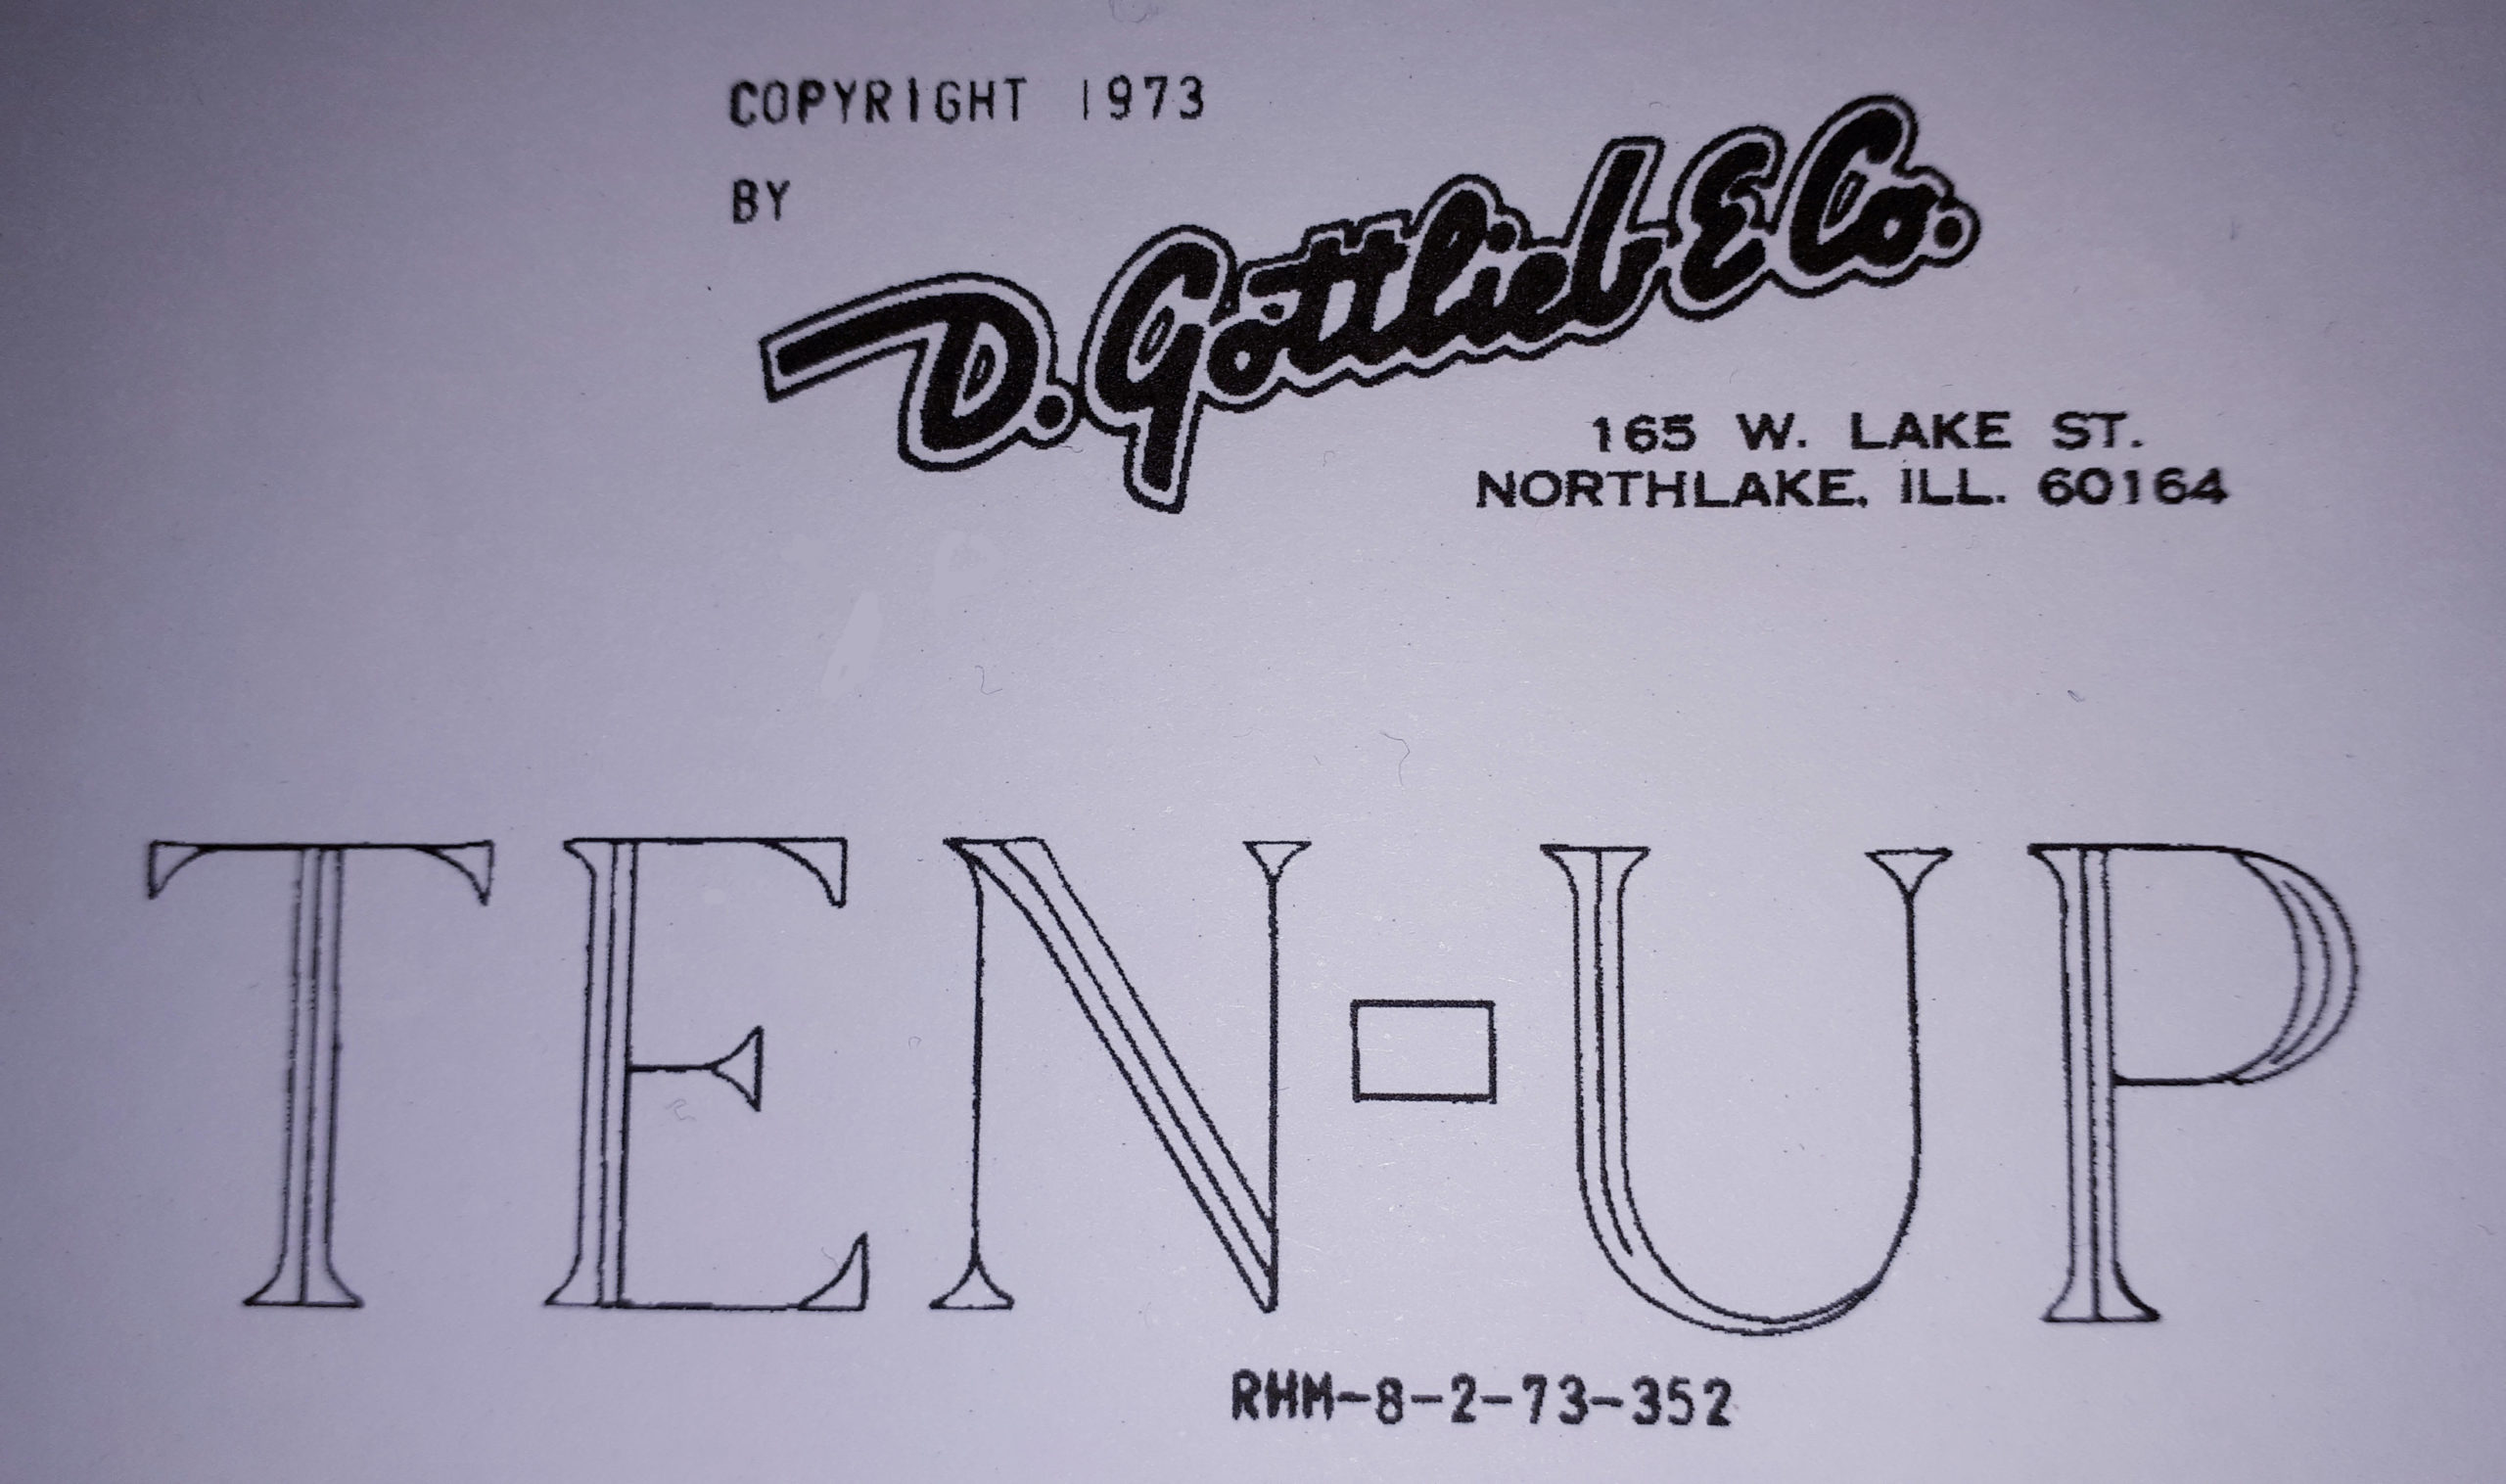 COPYRIGHT 1973
BY
D. Gottlieb & Co.
165 W. LAKE ST.
NORTHLAKE, ILL. 60164
TEN-UP
RHM-8-2-73-352